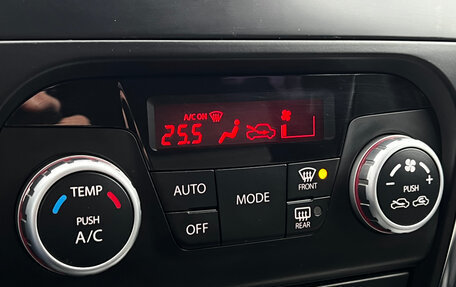 A/C ON
25.5
TEMP
PUSH
A/C
AUTO
OFF
MODE
FRONT
REAR
PUSH
- +